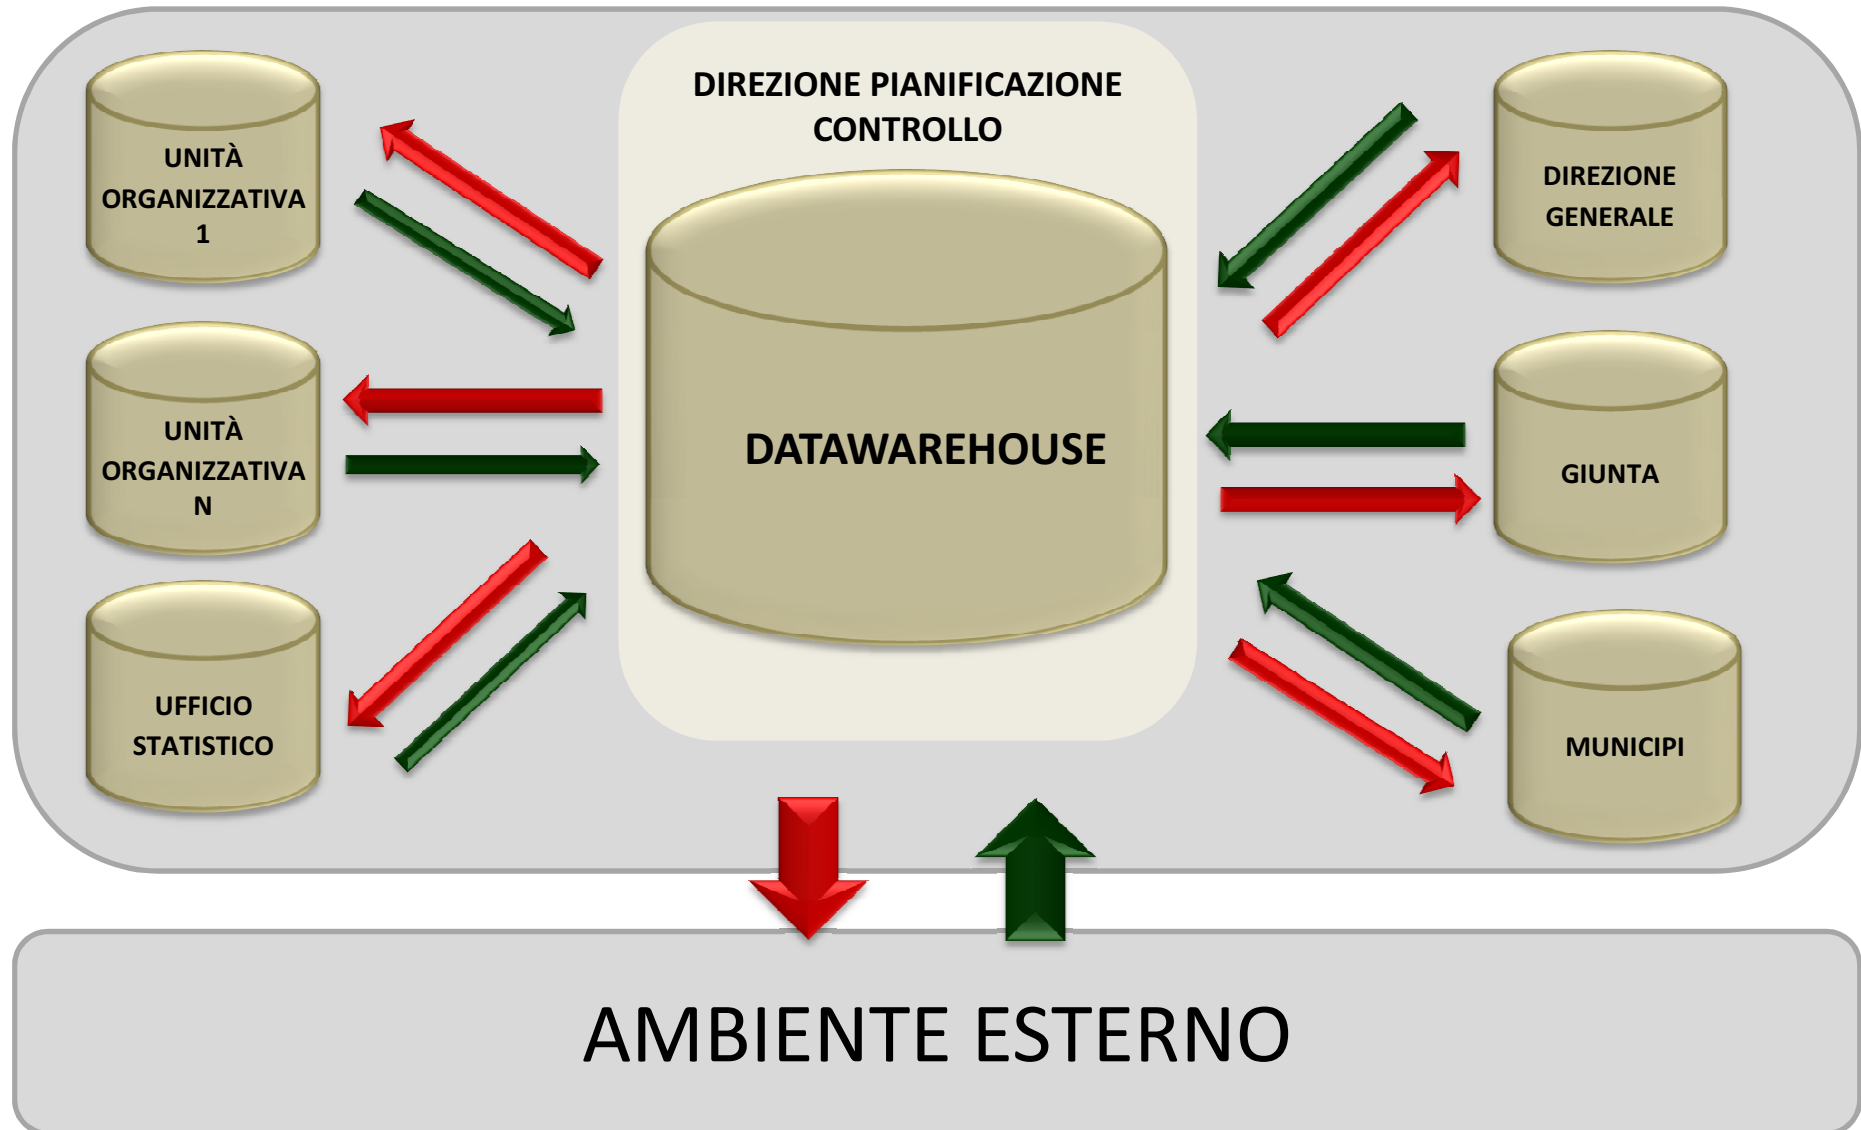 DIREZIONE PIANIFICAZIONE
CONTROLLO
DATAWAREHOUSE
UNITÀ
ORGANIZZATIVA
1
UNITÀ
ORGANIZZATIVA
N
UFFICIO
STATISTICO
DIREZIONE
GENERALE
GIUNTA
MUNICIPI
AMBIENTE ESTERNO